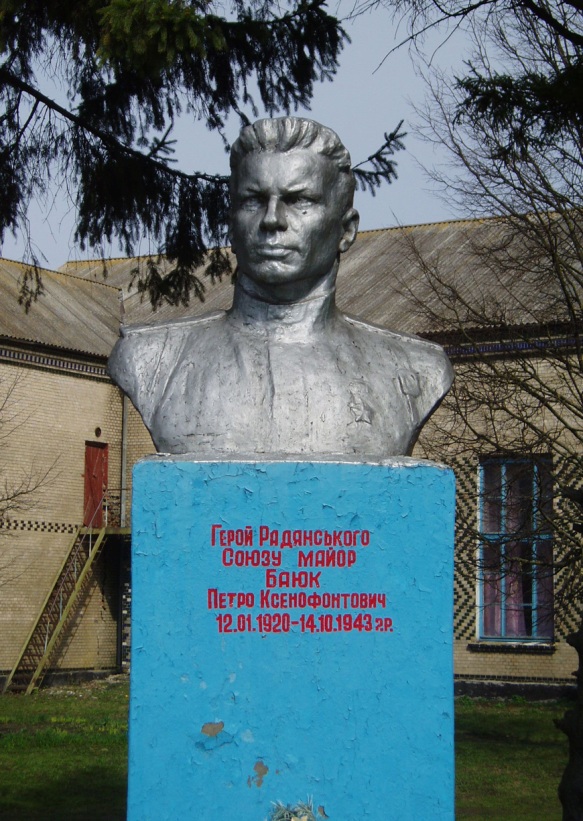 Герой Радянського
Союзу майор
Баюк
Петро Ксенофонтович
12.01.1920-14.10.1943 р.р.